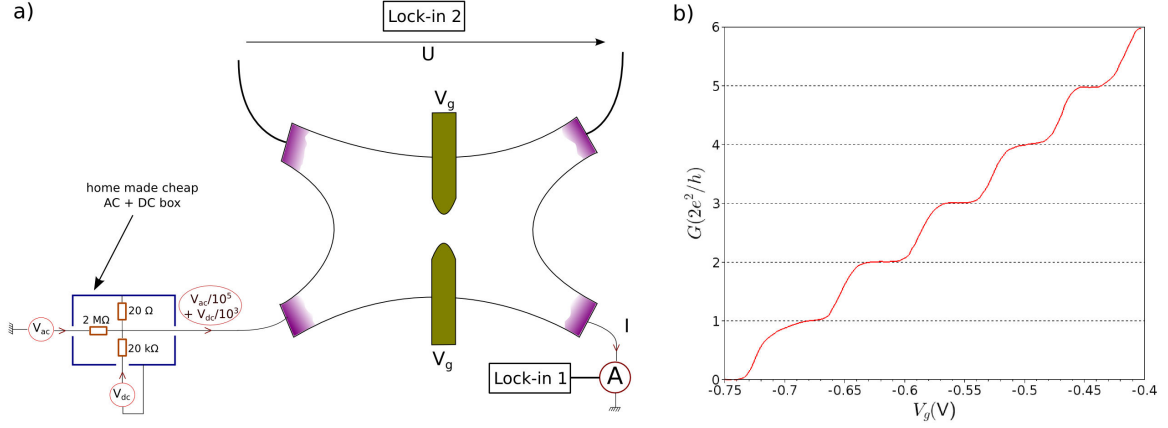 a)
Lock-in 2
U
V_g
home made cheap
AC + DC box
20 Ω
2 MΩ
20 kΩ
V_ac
V_dc
V_ac/10^5
+ V_dc/10^3
V_g
I
Lock-in 1
A
b)
G(2e^2/h)
6
5
4
3
2
1
0
-0.75
-0.7
-0.65
-0.6
-0.55
-0.5
-0.45
-0.4
V_g(V)